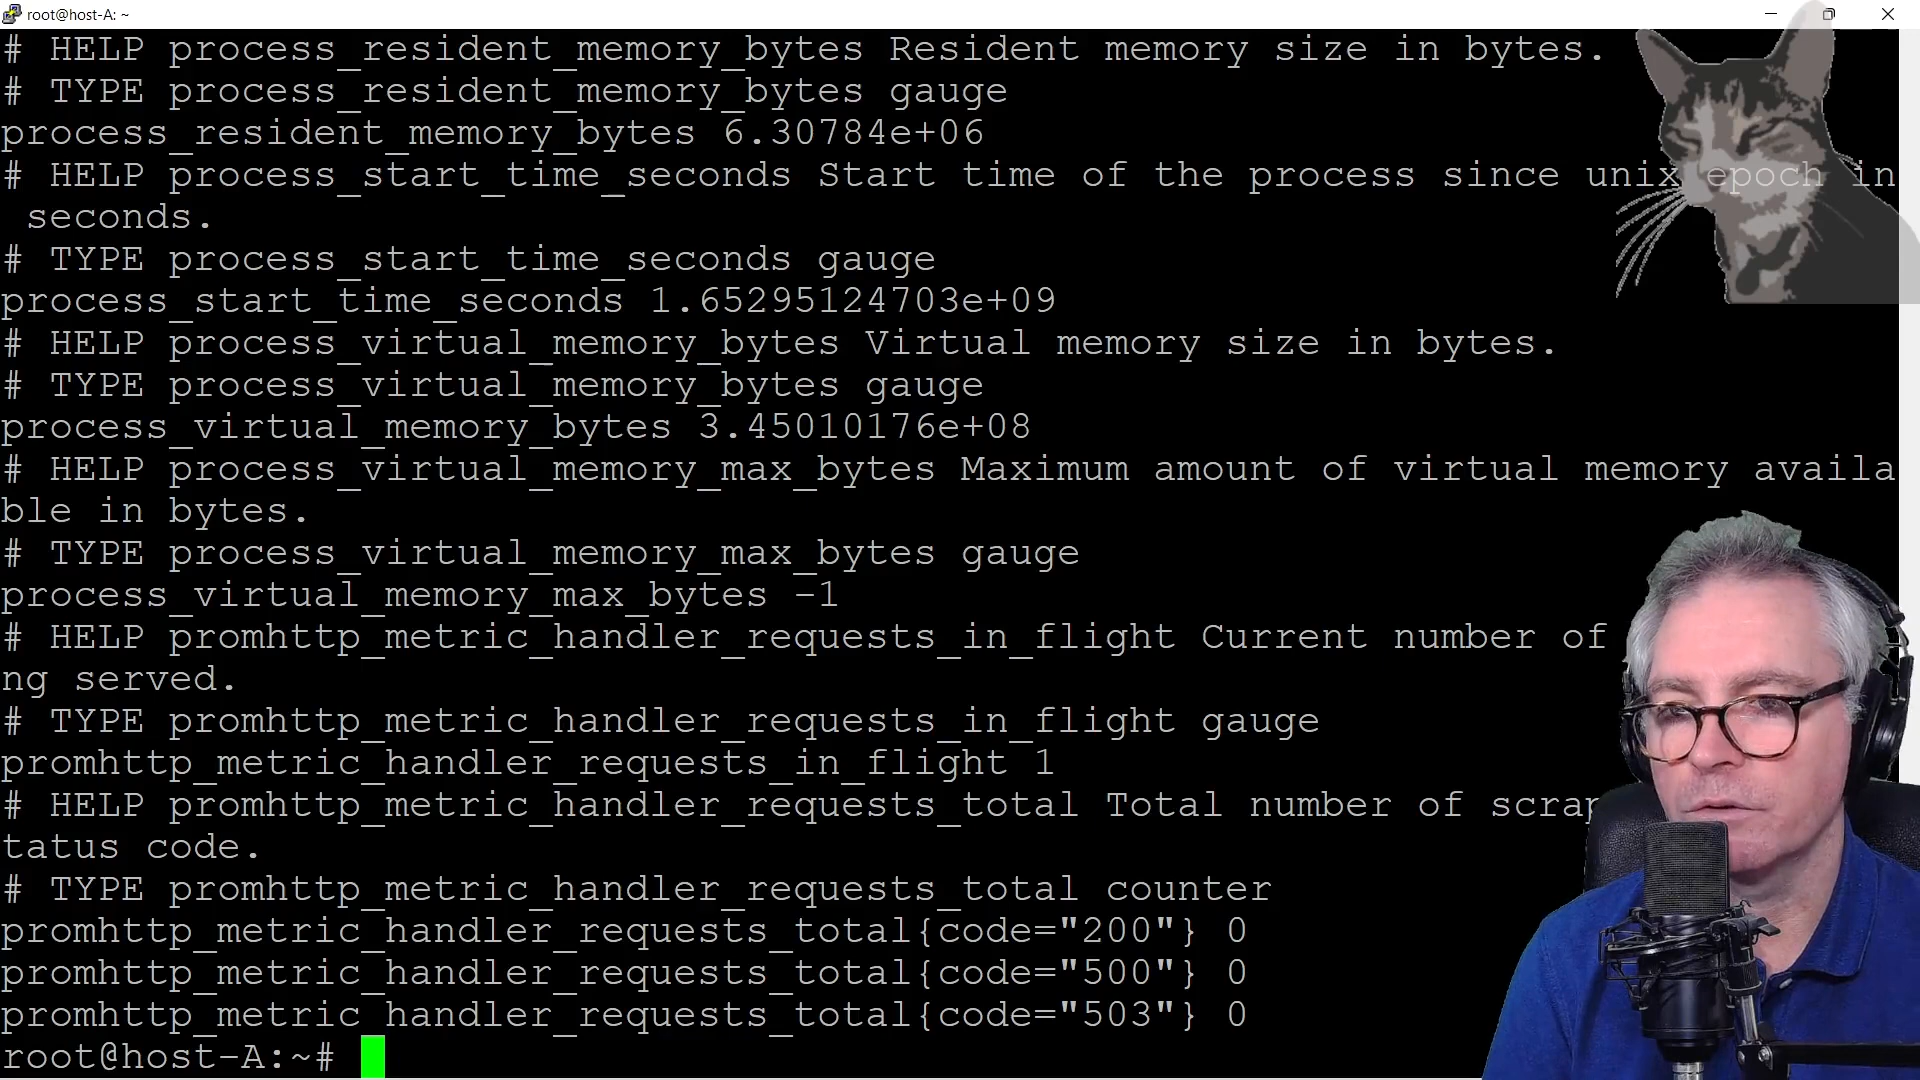 root@host-A: ~
# HELP process_resident_memory_bytes Resident memory size in bytes.
# TYPE process_resident_memory_bytes gauge
process_resident_memory_bytes 6.30784e+06
# HELP process_start_time_seconds Start time of the process since unix epoch in
seconds.
# TYPE process_start_time_seconds gauge
process_start_time_seconds 1.65295124703e+09
# HELP process_virtual_memory_bytes Virtual memory size in bytes.
# TYPE process_virtual_memory_bytes gauge
process_virtual_memory_bytes 3.45010176e+08
# HELP process_virtual_memory_max_bytes Maximum amount of virtual memory availa
ble in bytes.
# TYPE process_virtual_memory_max_bytes gauge
process_virtual_memory_max_bytes -1
# HELP promhttp_metric_handler_requests_in_flight Current number of
ng served.
# TYPE promhttp_metric_handler_requests_in_flight gauge
promhttp_metric_handler_requests_in_flight 1
# HELP promhttp_metric_handler_requests_total Total number of scrap
tatus code.
# TYPE promhttp_metric_handler_requests_total counter
promhttp_metric_handler_requests_total{code="200"} 0
promhttp_metric_handler_requests_total{code="500"} 0
promhttp_metric_handler_requests_total{code="503"} 0
root@host-A:~#